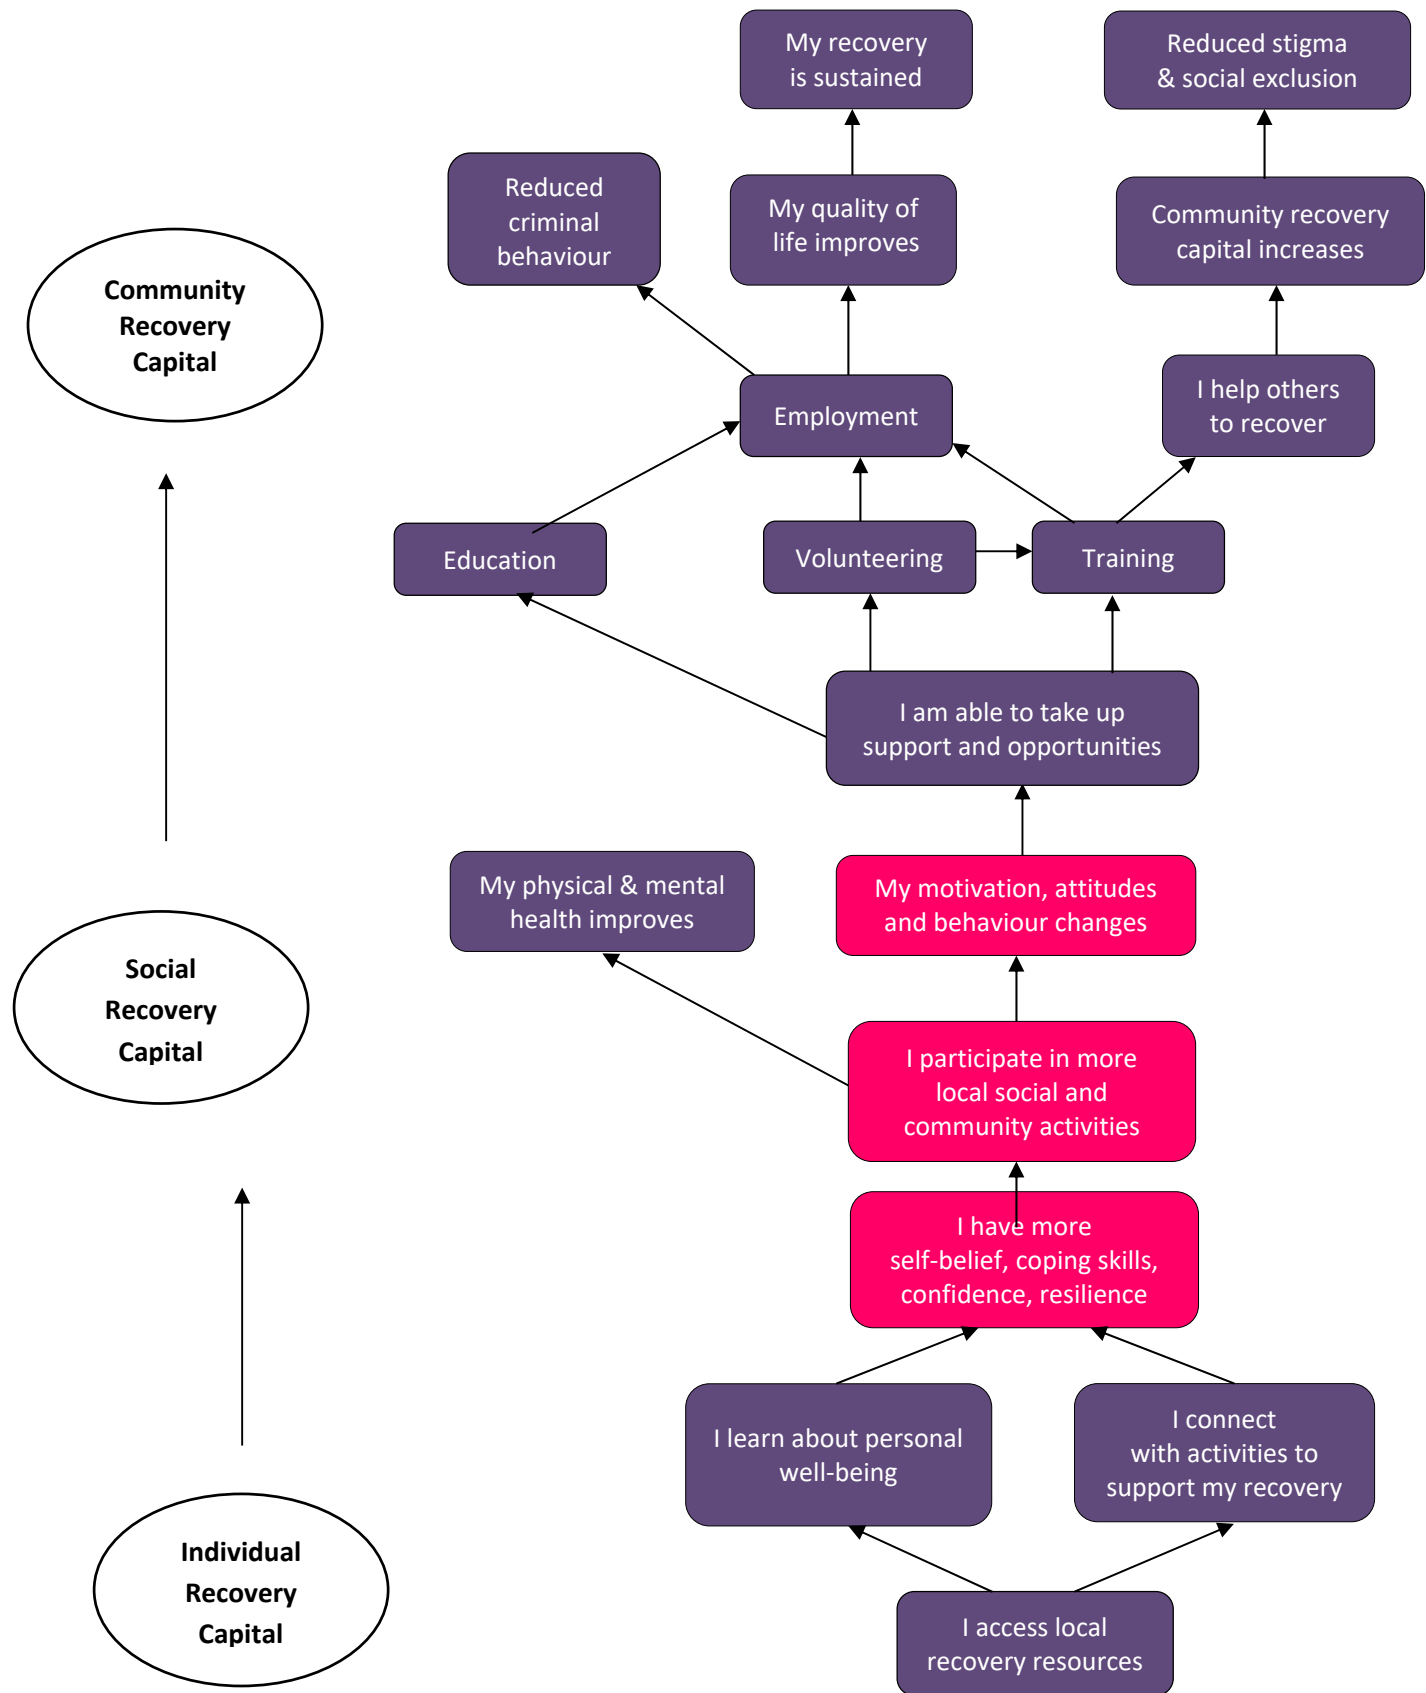 My recovery
is sustained
Reduced stigma
& social exclusion
Reduced
criminal
behaviour
My quality of
life improves
Community recovery
capital increases
Community
Recovery
Capital
Employment
I help others
to recover
Education
Volunteering
Training
I am able to take up
support and opportunities
My physical & mental
health improves
My motivation, attitudes
and behaviour changes
Social
Recovery
Capital
I participate in more
local social and
community activities
I have more
self-belief, coping skills,
confidence, resilience
I learn about personal
well-being
I connect
with activities to
support my recovery
Individual
Recovery
Capital
I access local
recovery resources